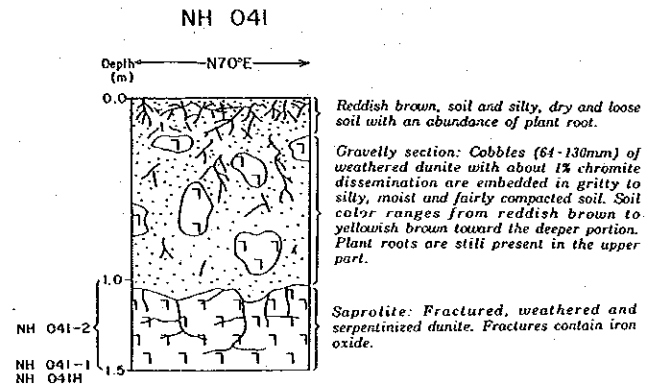 NH 041
Depth
(m)
N70°E
0.0
Reddish brown, soil and silty, dry and loose
soil with an abundance of plant root.
Gravelly section: Cobbles (64-130mm) of
weathered dunite with about 1% chromite
dissemination are embedded in gritty to
silty, moist and fairly compacted soil. Soil
color ranges from reddish brown to
yellowish brown toward the deeper portion.
Plant roots are still present in the upper
part.
1.0
Saprolite: Fractured, weathered and
serpentinized dunite. Fractures contain iron
oxide.
NH 041-2
NH 041-1
NH 041H
1.5